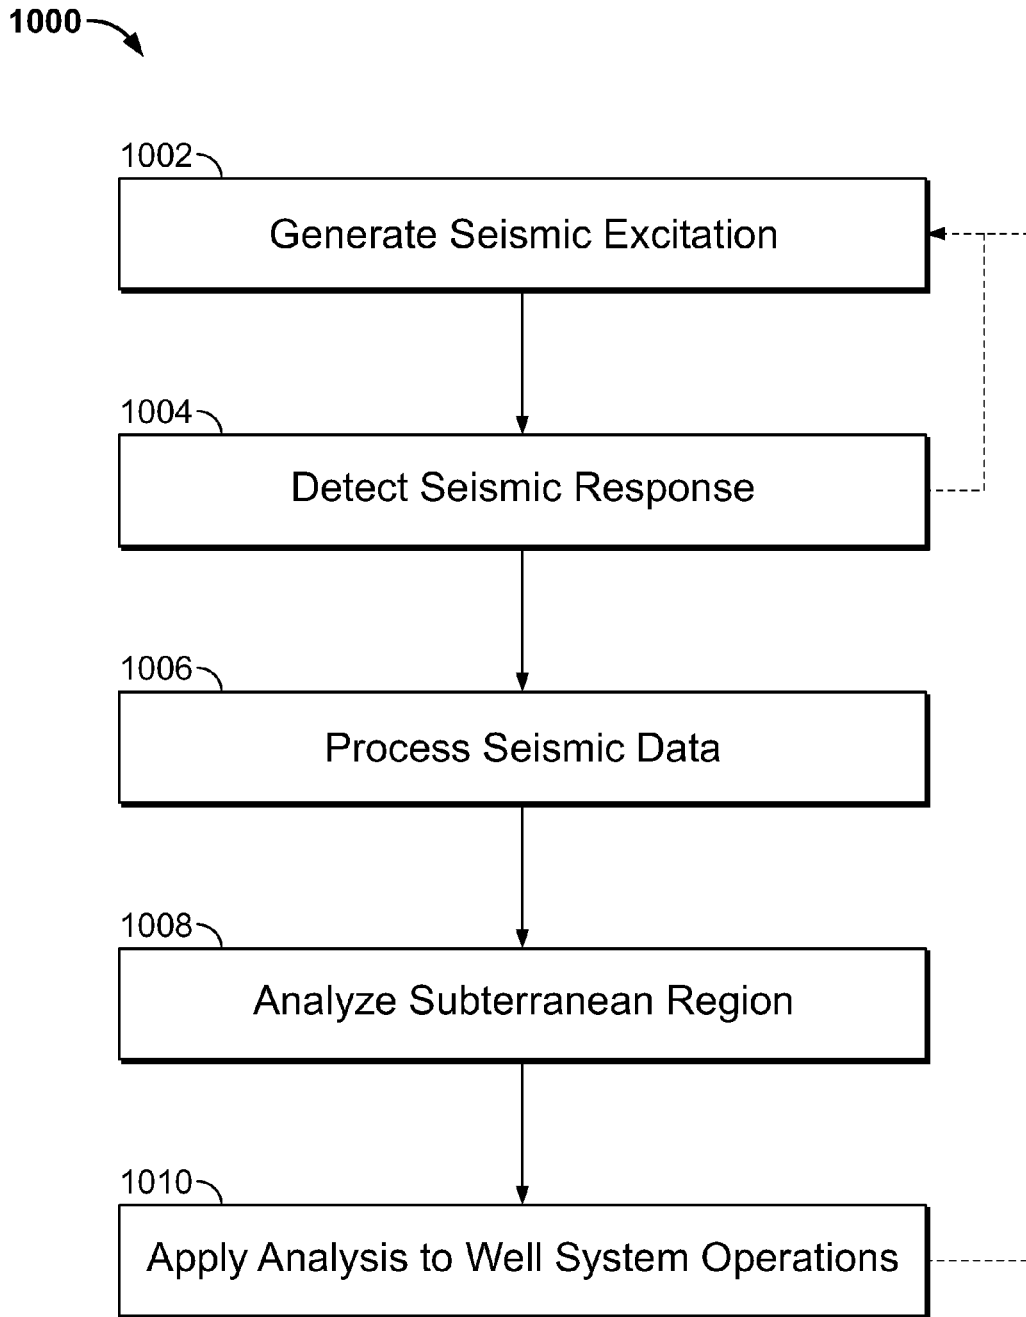 1000
1002
Generate Seismic Excitation
1004
Detect Seismic Response
1006
Process Seismic Data
1008
Analyze Subterranean Region
1010
Apply Analysis to Well System Operations